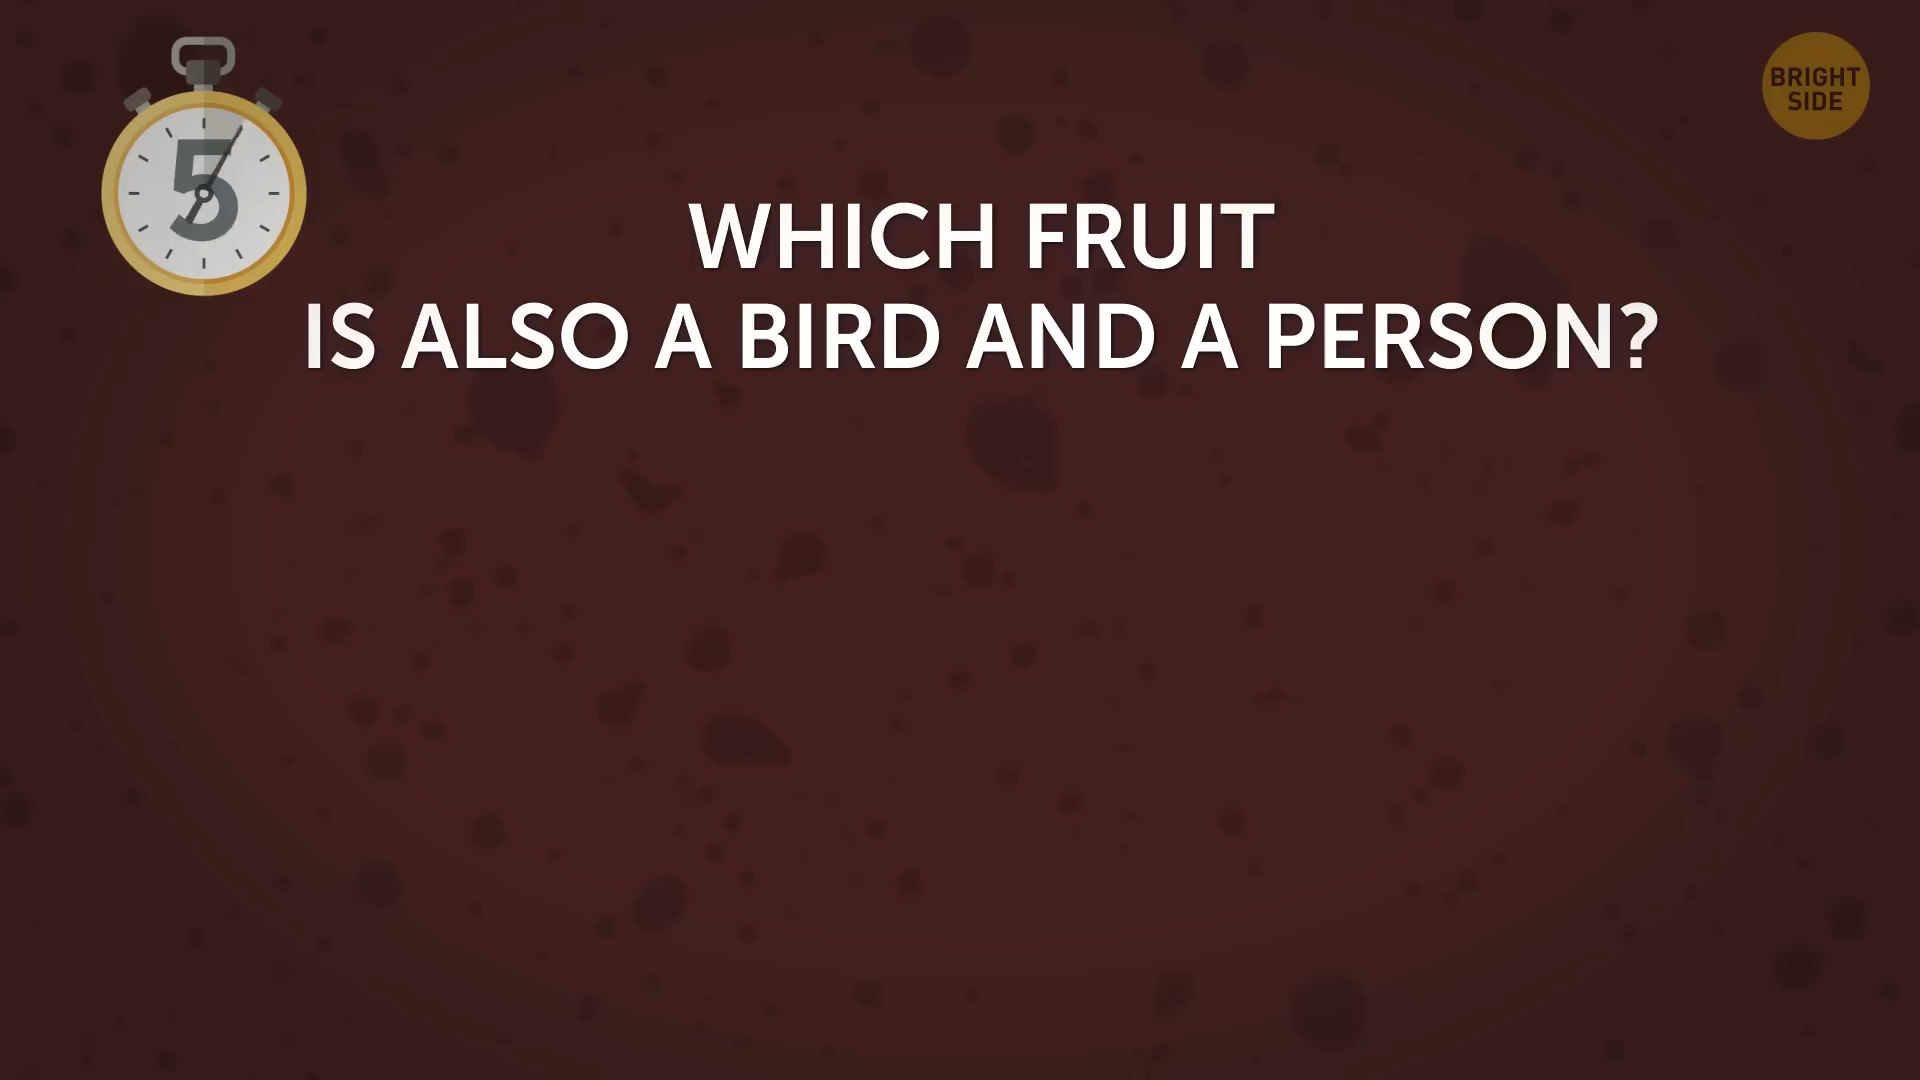 5
BRIGHT
SIDE
WHICH FRUIT
IS ALSO A BIRD AND A PERSON?